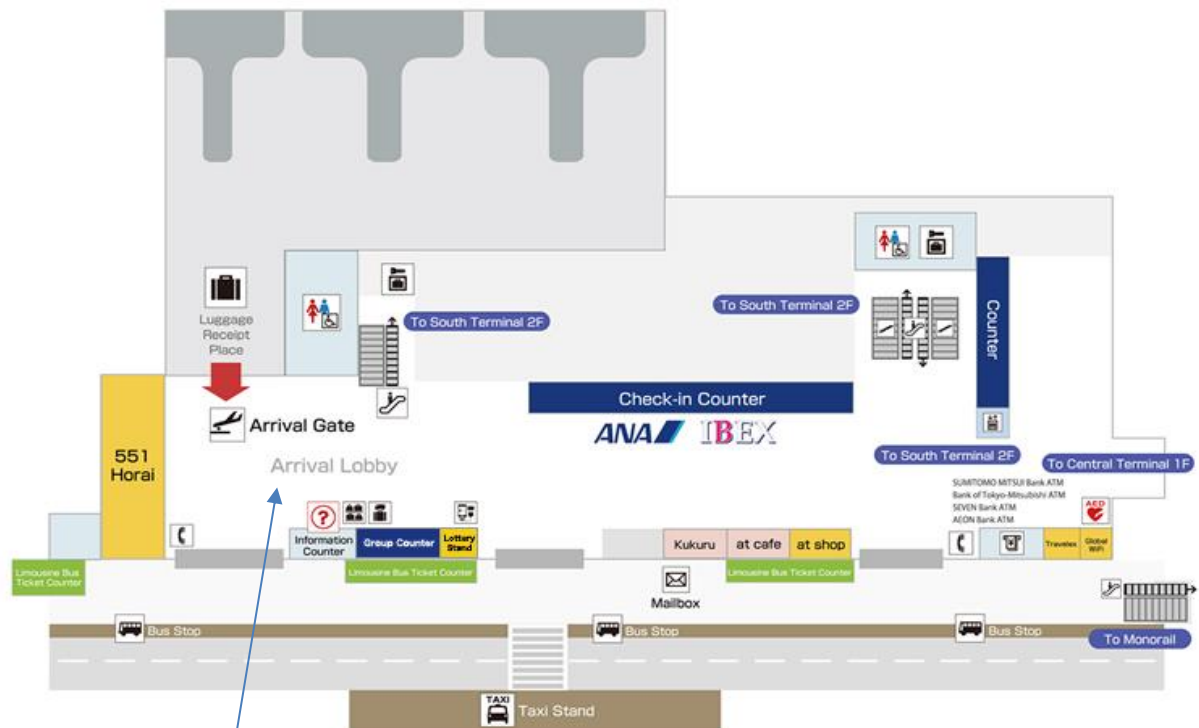 Luggage
Receipt
Place
To South Terminal 2F
To South Terminal 2F
Counter
Check-in Counter
ANA IBEX
Arrival Gate
Arrival Lobby
551
Horai
To South Terminal 2F
To Central Terminal 1F
SUMITOMO MITSUI Bank ATM
Bank of Tokyo-Mitsubishi ATM
SEVEN Bank ATM
AEON Bank ATM
AED
?
Information
Counter
Group Counter
Lottery
Stand
Kukuru
at cafe
at shop
Travelex
Global
WiFi
Limousine Bus
Ticket Counter
Limousine Bus Ticket Counter
Limousine Bus Ticket Counter
Mailbox
Bus Stop
Bus Stop
Bus Stop
To Monorail
TAXI
Taxi Stand